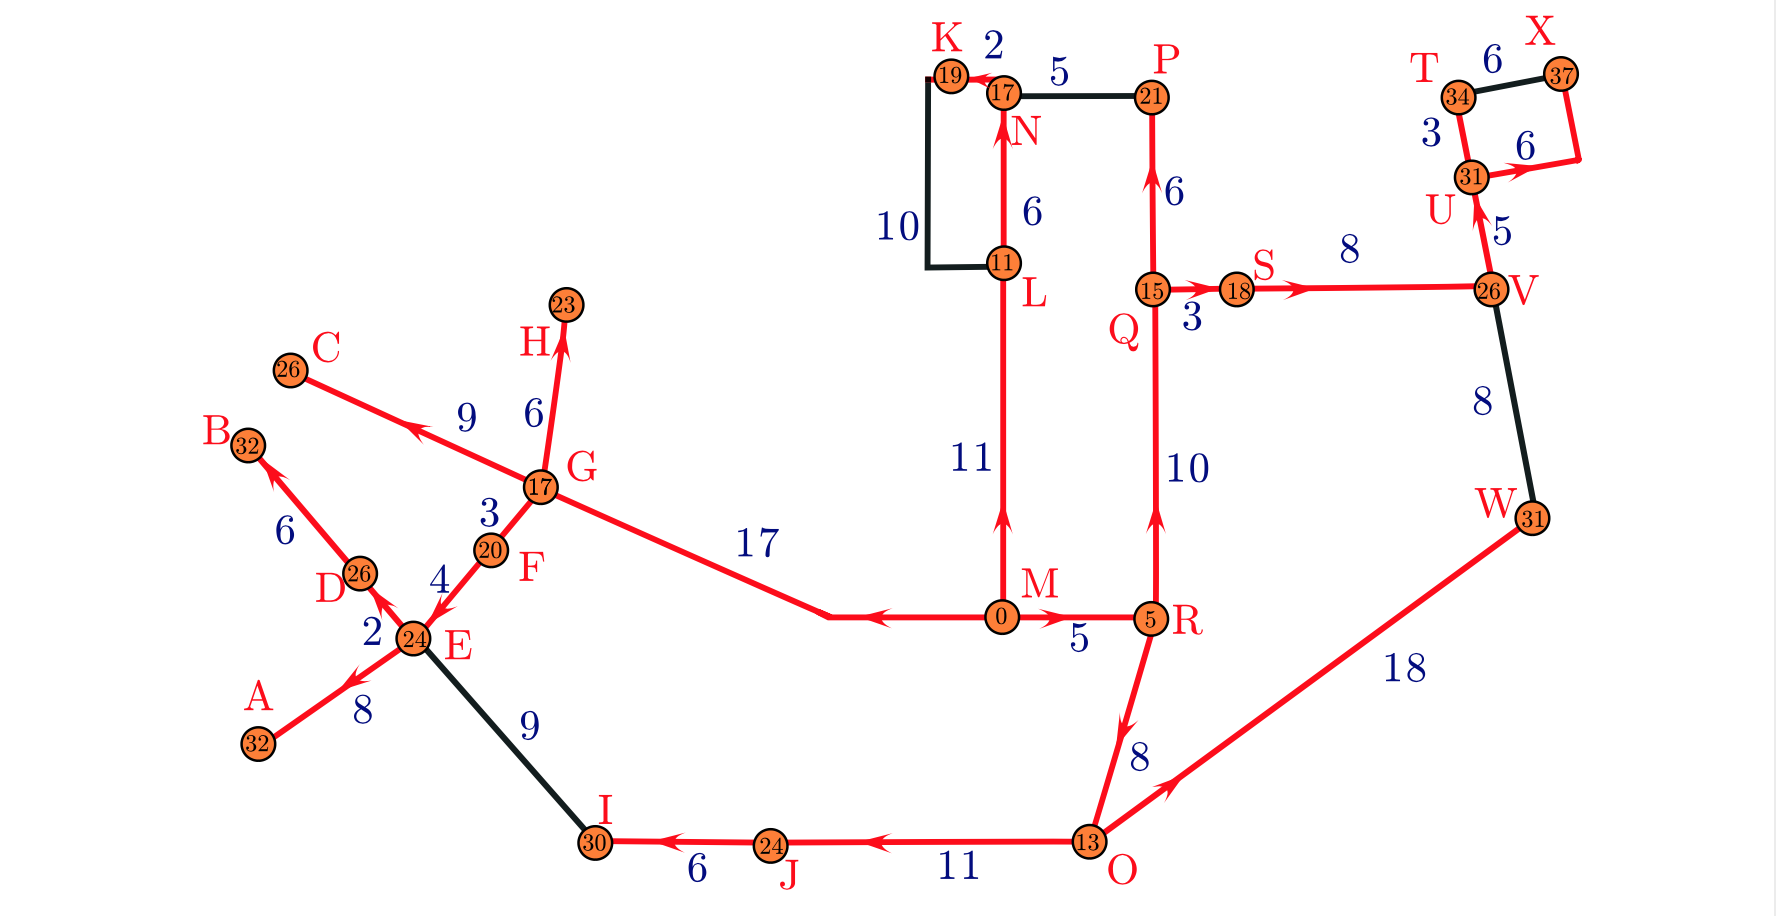 K 2 P T 6 X
19 17 5 21 34 37
N 3 6
31
10 6 6 U 5
11 S 8
L 15 18 26 V
Q 3
23
H
C
26
9 6 8
B 32
G
11 10
17
3 W 31
6 20 F 17
D 26 4
M
0 5 R
2 24 E 5
18
A 8
32 9 8
I
30 24 13
6 J 11 O